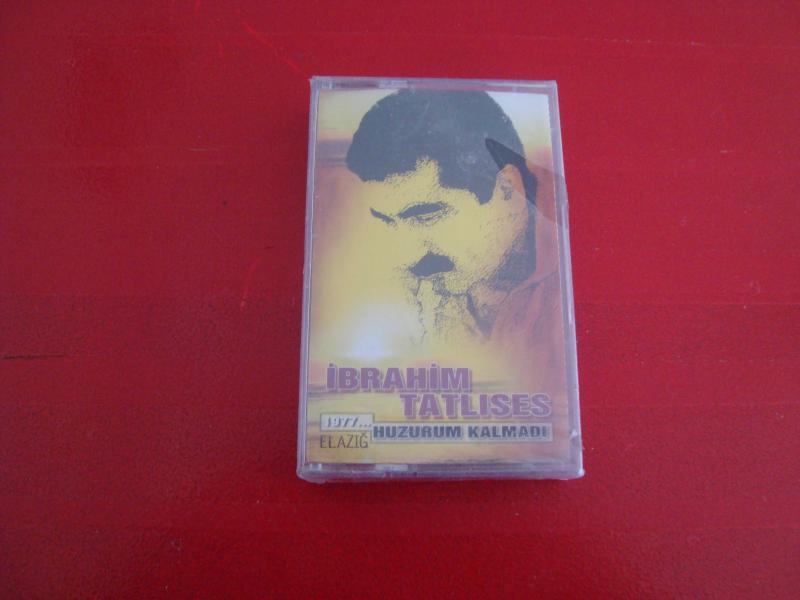 İBRAHİM
TATLISES
1977...
ELAZIĞ
HUZURUM KALMADI